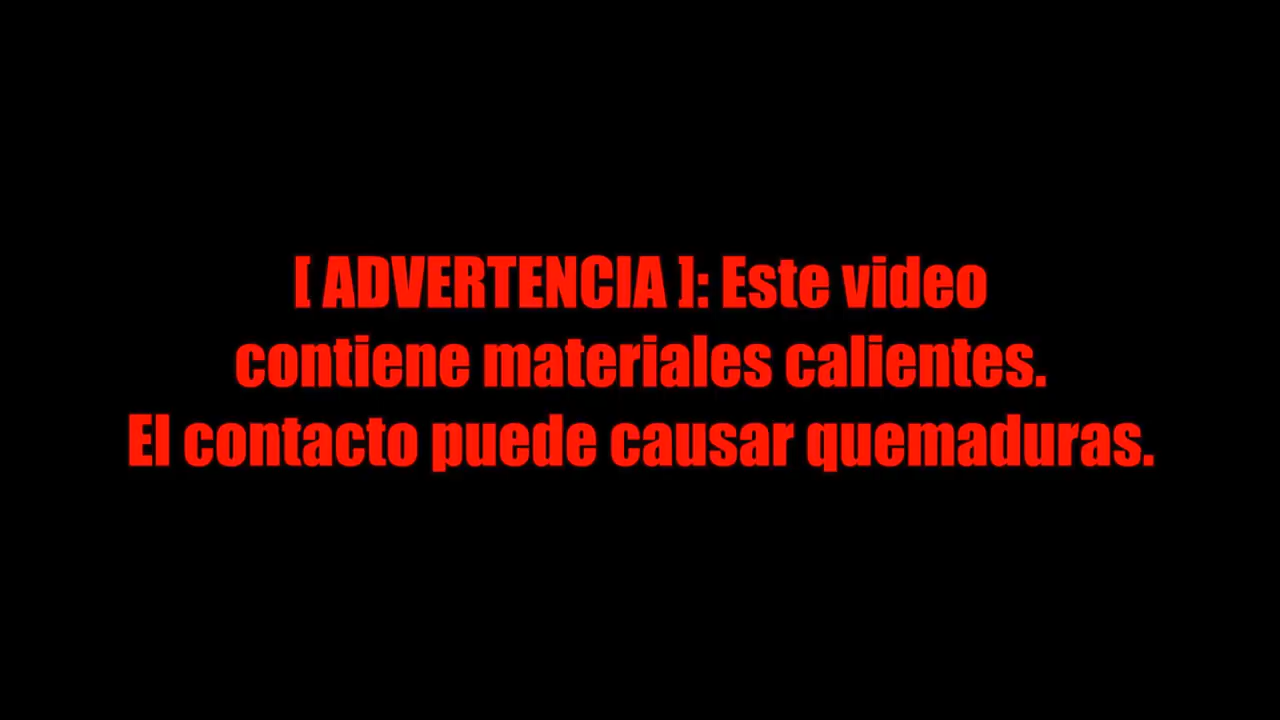 [ ADVERTENCIA ]: Este video
contiene materiales calientes.
El contacto puede causar quemaduras.